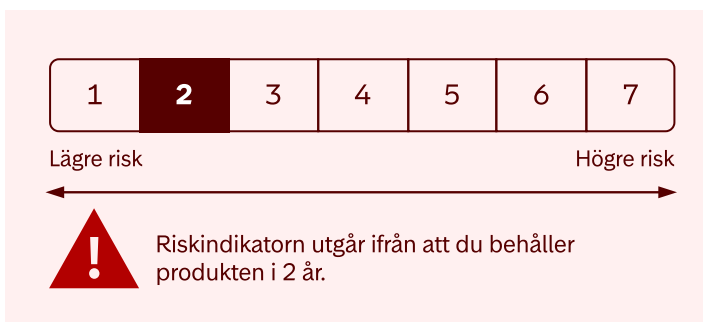 1 2 3 4 5 6 7
Lägre risk Högre risk
!
Riskindikatorn utgår ifrån att du behåller
produkten i 2 år.